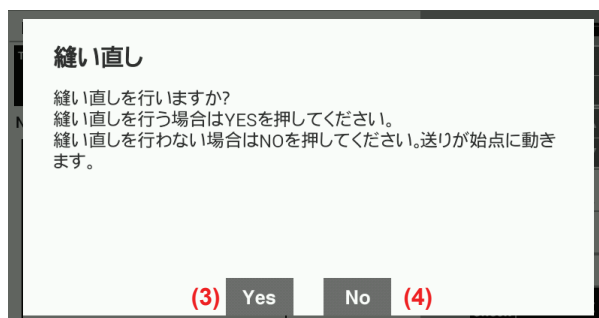 縫い直し
縫い直しを行いますか?
縫い直しを行う場合はYESを押してください。
縫い直しを行わない場合はNOを押してください。送りが始点に動き
ます。
(3) Yes No (4)